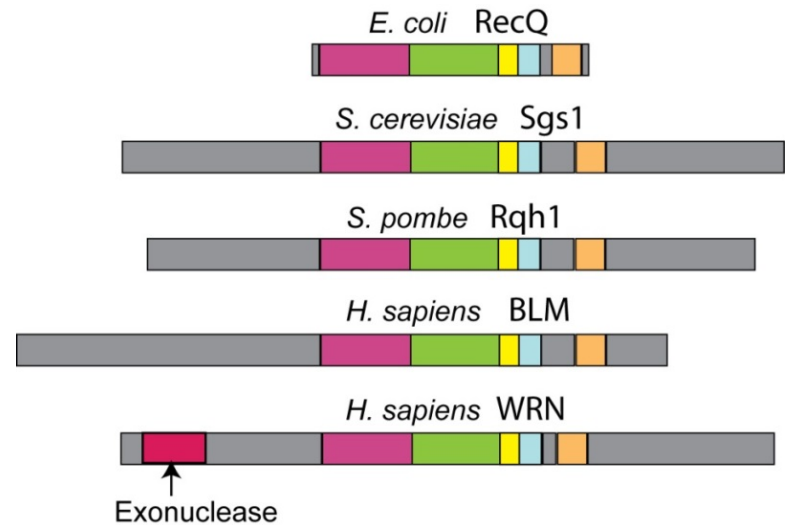 E. coli RecQ
S. cerevisiae Sgs1
S. pombe Rqh1
H. sapiens BLM
H. sapiens WRN
Exonuclease